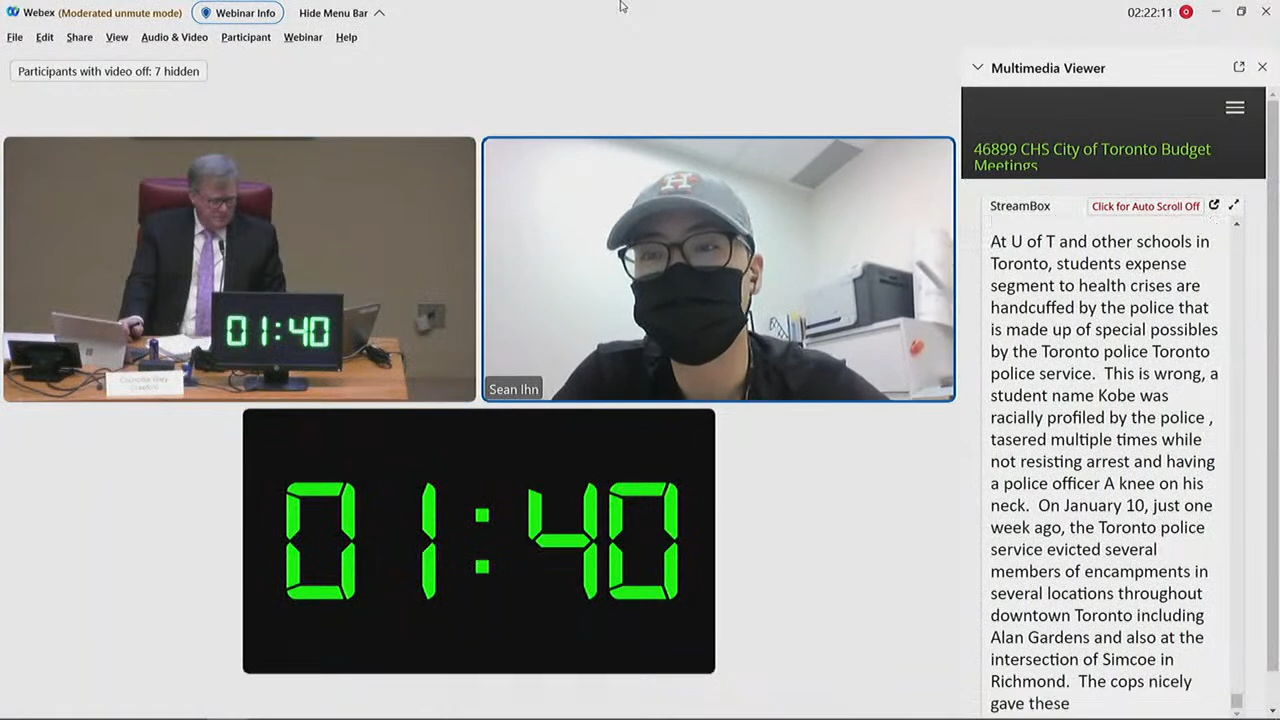 Webex (Moderated unmute mode)
Webinar Info
Hide Menu Bar
02:22:11
File Edit Share View Audio & Video Participant Webinar Help
Participants with video off: 7 hidden
Multimedia Viewer
46899 CHS City of Toronto Budget
Meetings
StreamBox
Click for Auto Scroll Off
01:40
H
Sean Ihn
01:40
At U of T and other schools in
Toronto, students expense
segment to health crises are
handcuffed by the police that
is made up of special possibles
by the Toronto police Toronto
police service. This is wrong, a
student name Kobe was
racially profiled by the police ,
tasered multiple times while
not resisting arrest and having
a police officer A knee on his
neck. On January 10, just one
week ago, the Toronto police
service evicted several
members of encampments in
several locations throughout
downtown Toronto including
Alan Gardens and also at the
intersection of Simcoe in
Richmond. The cops nicely
gave these